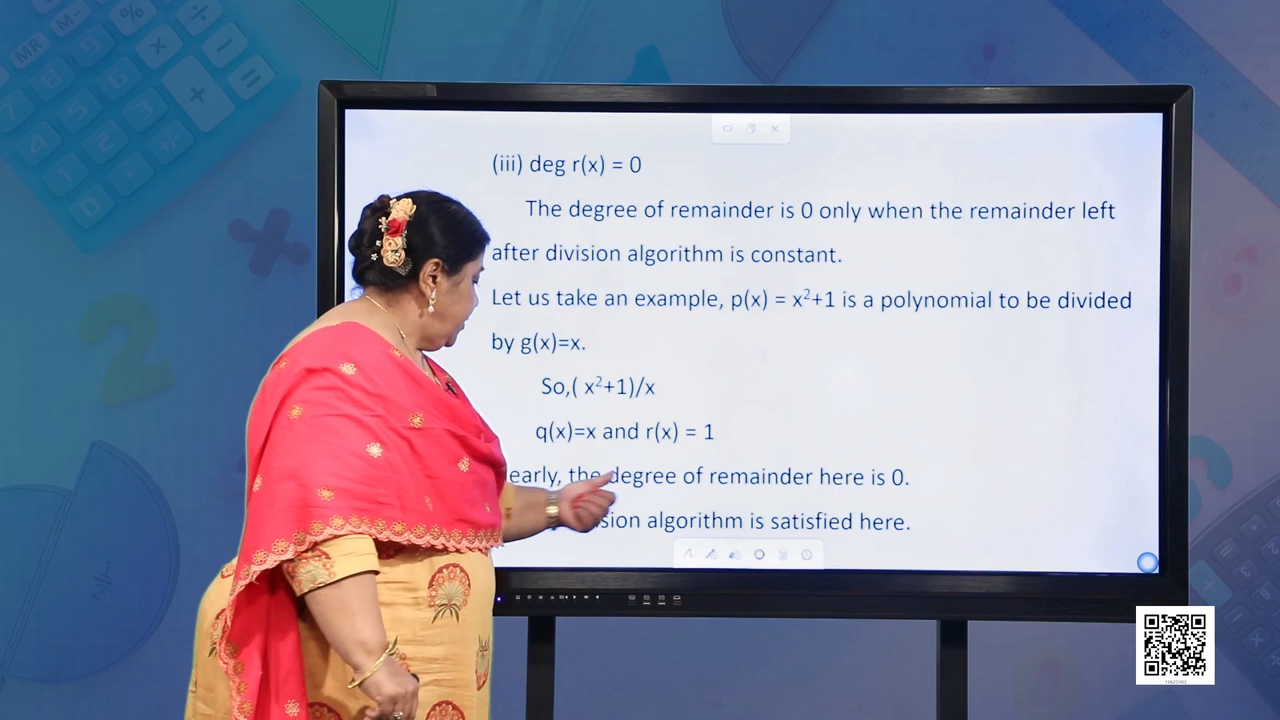 (iii) deg r(x) = 0
The degree of remainder is 0 only when the remainder left
after division algorithm is constant.
Let us take an example, p(x) = x²+1 is a polynomial to be divided
by g(x)=x.
So,( x²+1)/x
q(x)=x and r(x) = 1
the degree of remainder here is 0.
algorithm is satisfied here.